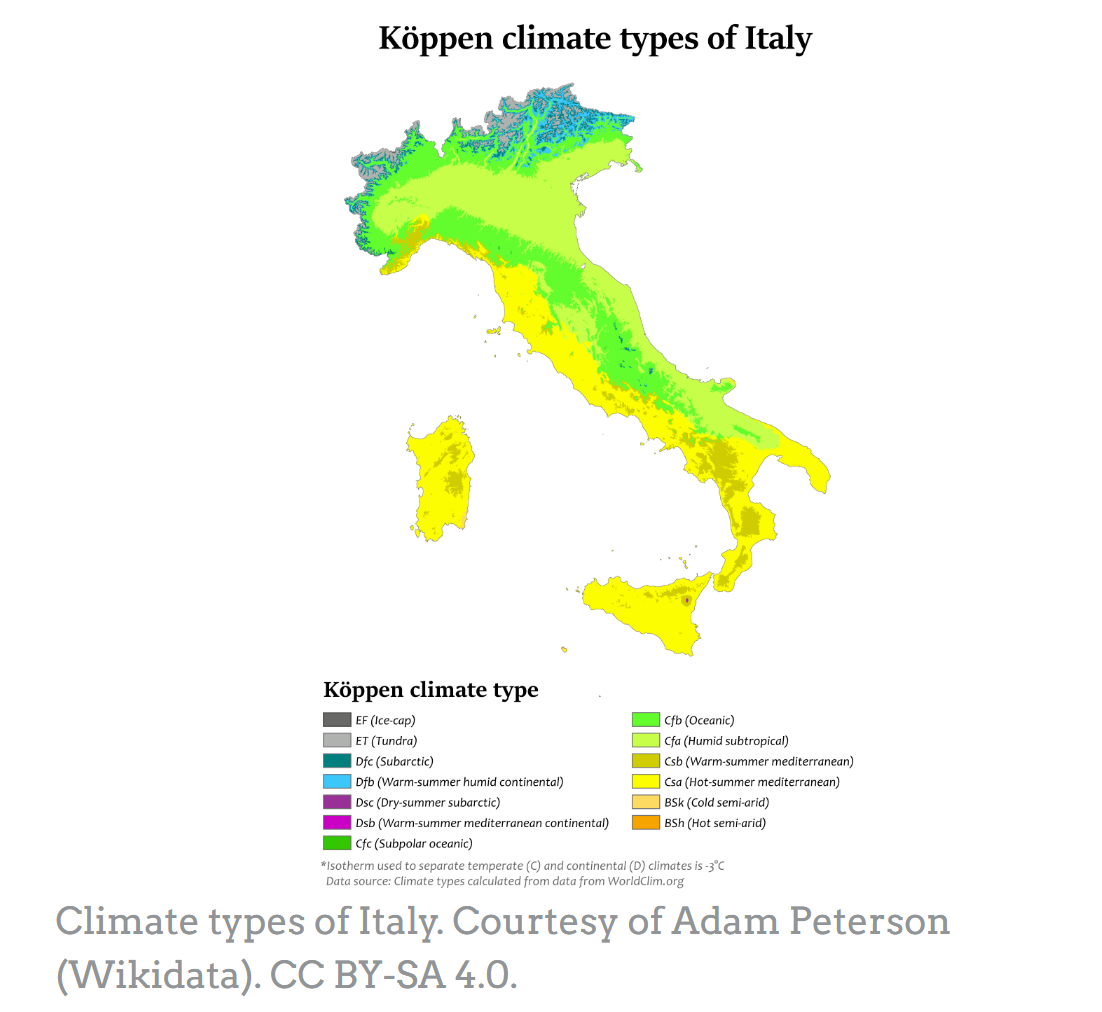 Köppen climate types of Italy
Köppen climate type
EF (Ice-cap)
ET (Tundra)
Dfc (Subarctic)
Dfb (Warm-summer humid continental)
Dsc (Dry-summer subarctic)
Dsb (Warm-summer mediterranean continental)
Cfc (Subpolar oceanic)
Cfb (Oceanic)
Cfa (Humid subtropical)
Csb (Warm-summer mediterranean)
Csa (Hot-summer mediterranean)
BSk (Cold semi-arid)
BSh (Hot semi-arid)
*Isotherm used to separate temperate (C) and continental (D) climates is -3°C
Data source: Climate types calculated from data from WorldClim.org
Climate types of Italy. Courtesy of Adam Peterson
(Wikidata). CC BY-SA 4.0.